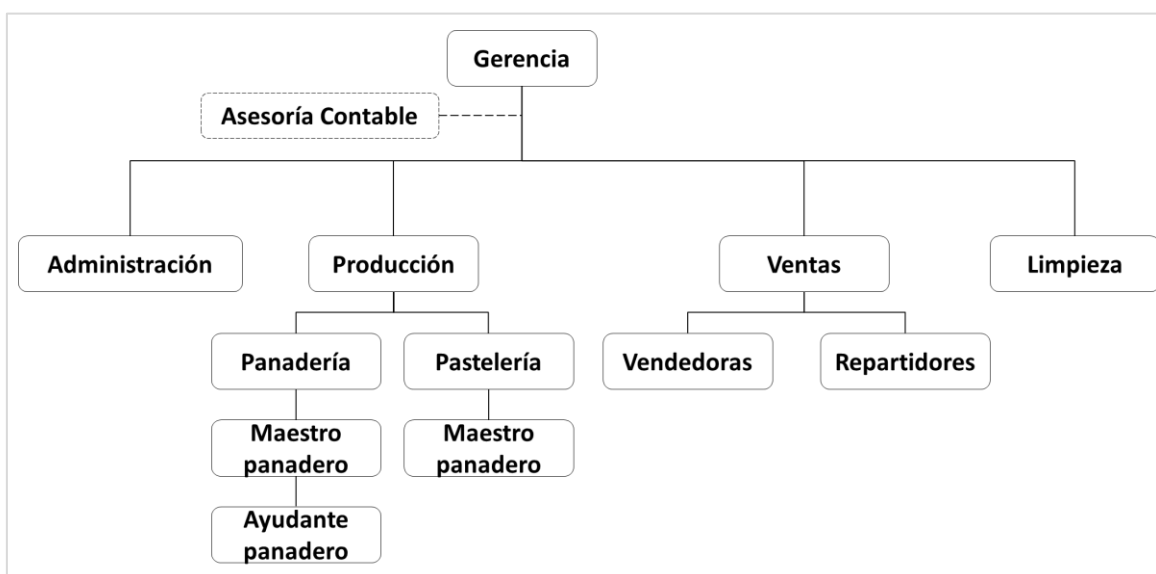 Gerencia
Asesoría Contable
Administración
Producción
Ventas
Limpieza
Panadería
Pastelería
Vendedoras
Repartidores
Maestro
panadero
Maestro
panadero
Ayudante
panadero